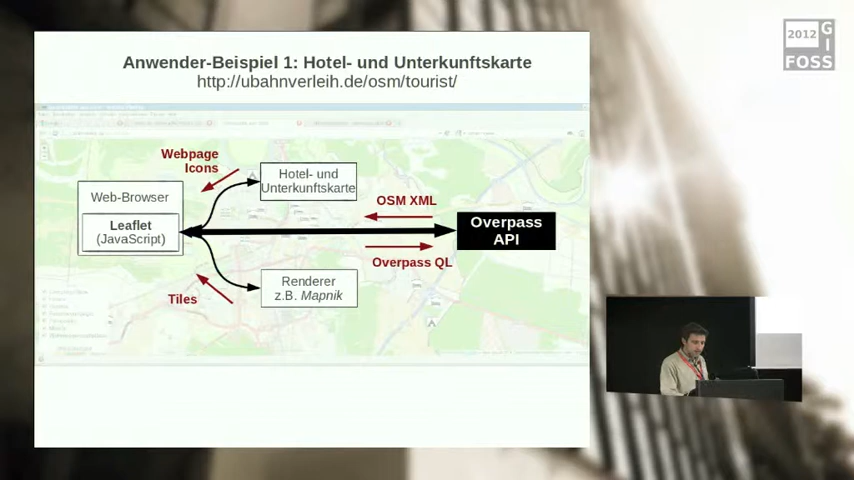 Anwender-Beispiel 1: Hotel- und Unterkunftskarte
http://ubahnverleih.de/osm/tourist/
Webpage
Icons
Hotel- und
Unterkunftskarte
Web-Browser
Leaflet
(JavaScript)
OSM XML
Overpass
API
Overpass QL
Renderer
z.B. Mapnik
Tiles
2012
GI
FOSS